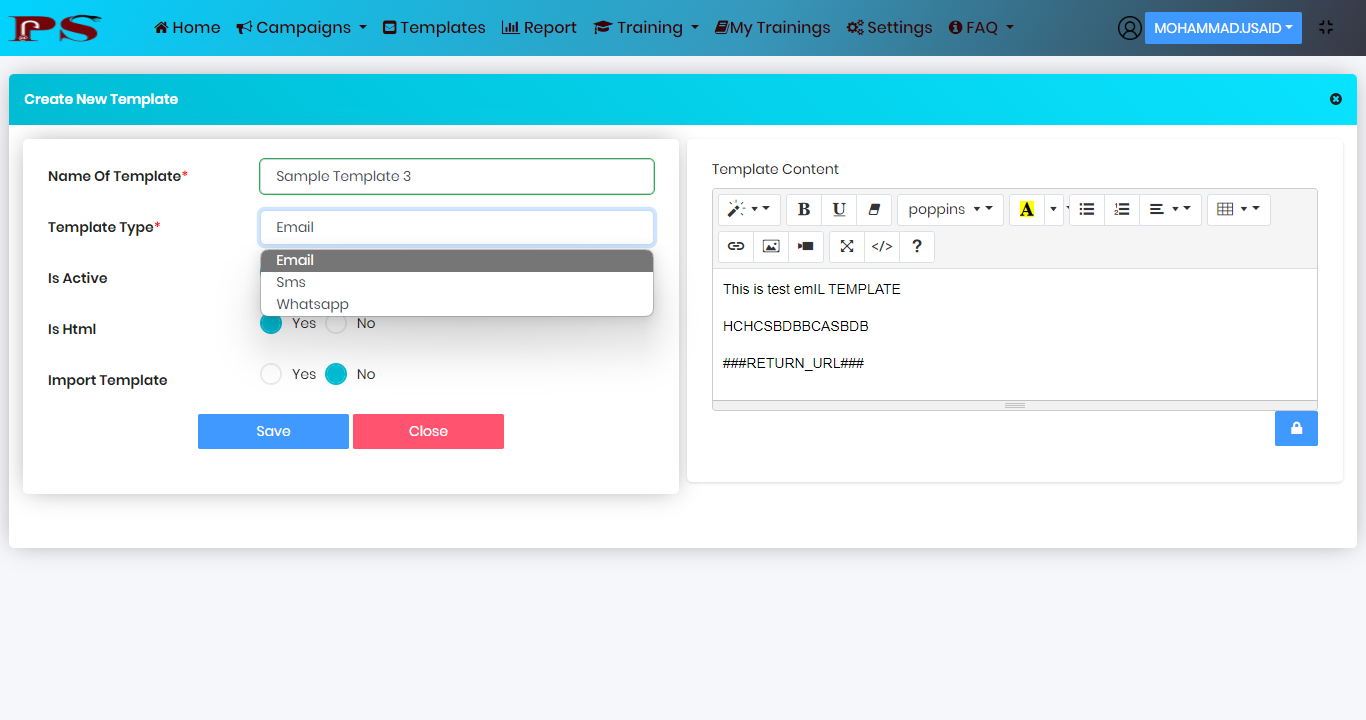 PS Home Campaigns Templates Report Training My Trainings Settings FAQ MOHAMMAD.USAID
Create New Template
Name Of Template* Sample Template 3
Template Type* Email
Email
Sms
Whatsapp
Is Active
Is Html Yes No
Import Template Yes No
Save Close
Template Content
B U poppins A
</> ?
This is test emIL TEMPLATE
HCHCSBDBBCASBDB
###RETURN_URL###